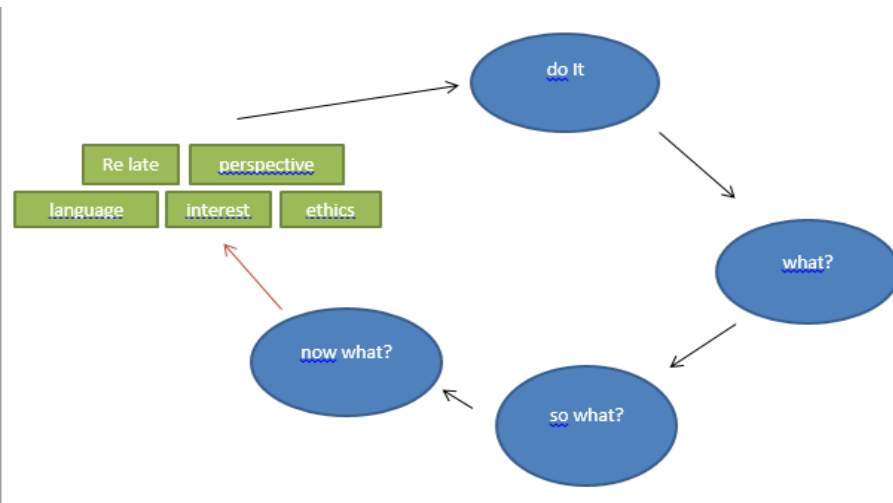 do It
Re late
perspective
language
interest
ethics
what?
now what?
so what?